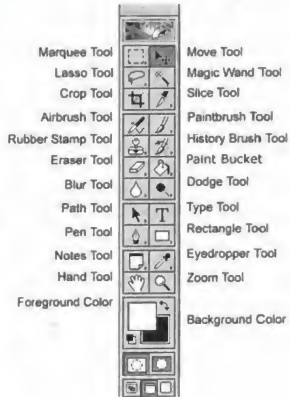 Marquee Tool Move Tool
Lasso Tool Magic Wand Tool
Crop Tool Slice Tool
Airbrush Tool Paintbrush Tool
Rubber Stamp Tool History Brush Tool
Eraser Tool Paint Bucket
Blur Tool Dodge Tool
Path Tool T Type Tool
Pen Tool Rectangle Tool
Notes Tool Eyedropper Tool
Hand Tool Zoom Tool
Foreground Color
Background Color